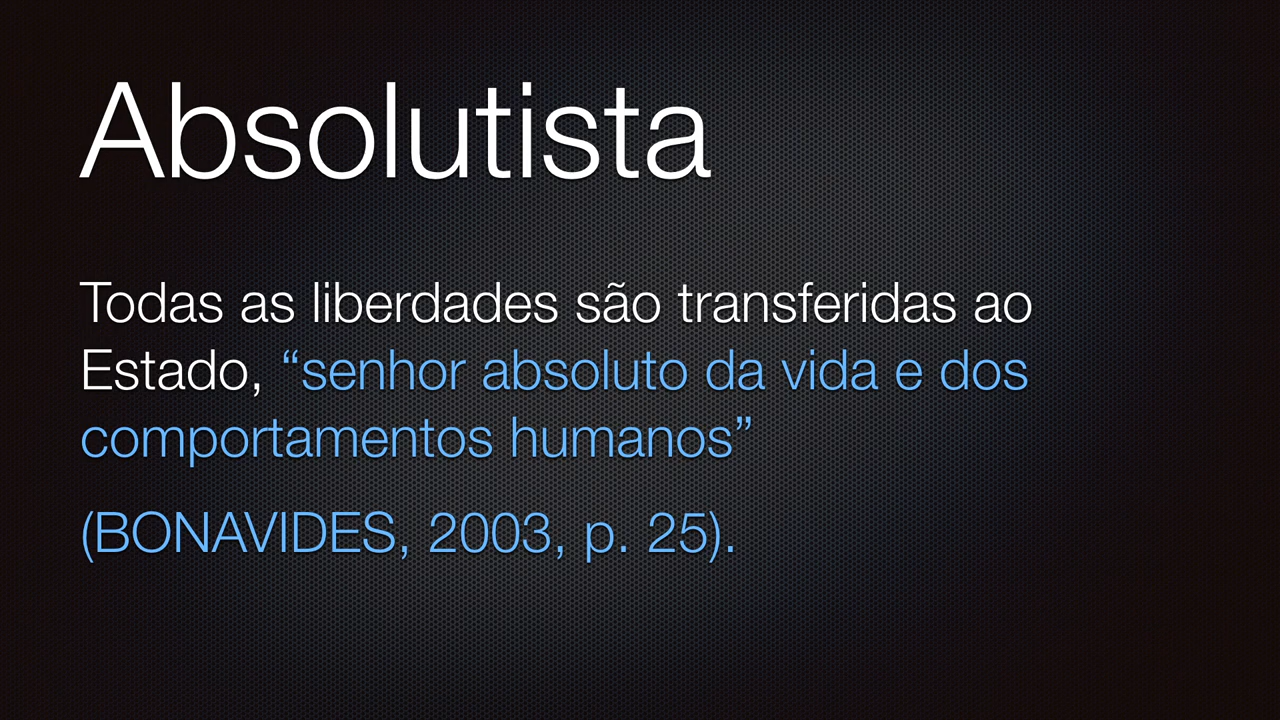 Absolutista
Todas as liberdades são transferidas ao
Estado, “senhor absoluto da vida e dos
comportamentos humanos”
(BONAVIDES, 2003, p. 25).